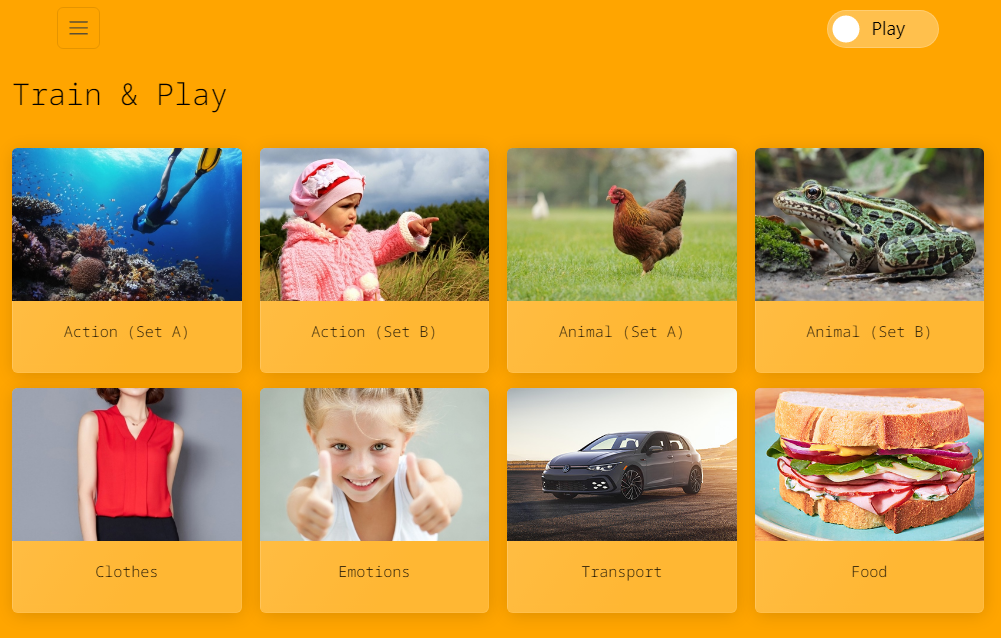 Play
Train & Play
Action (Set A)
Action (Set B)
Animal (Set A)
Animal (Set B)
Clothes
Emotions
Transport
Food